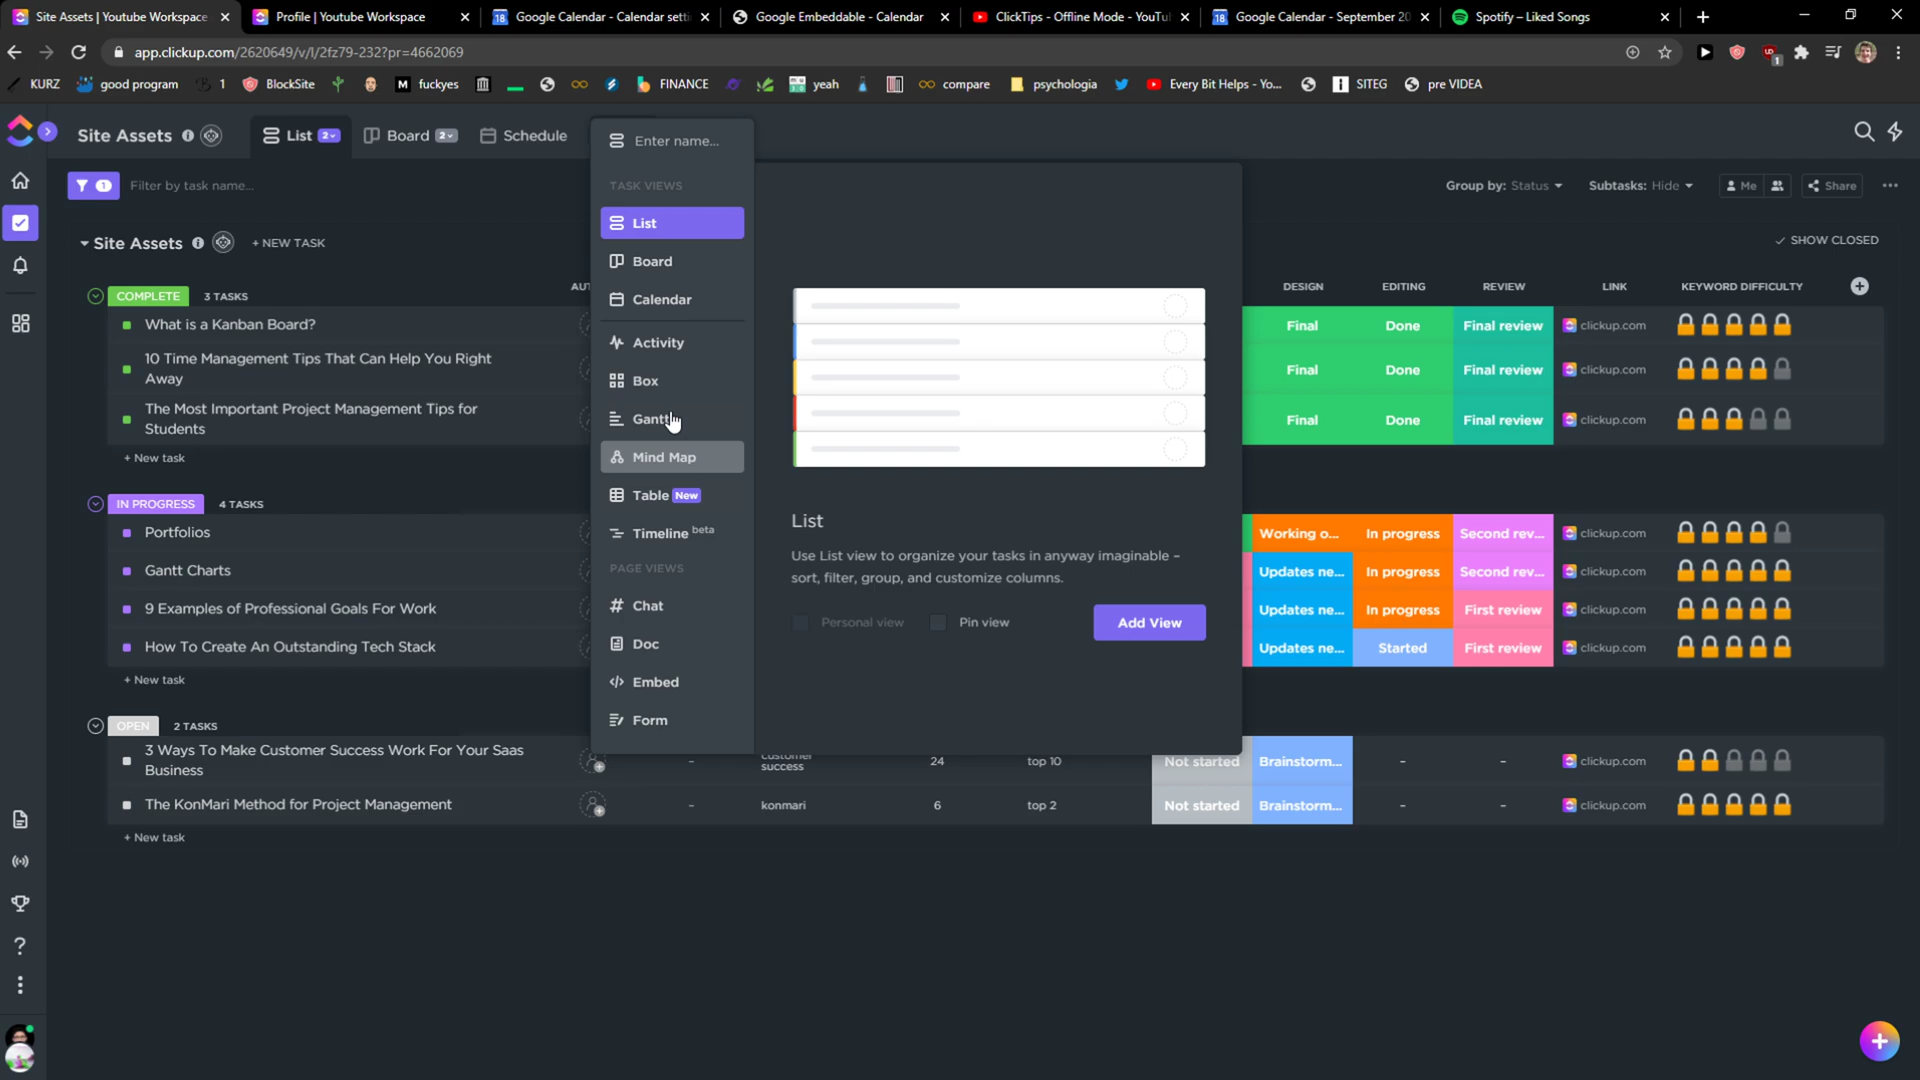 Site Assets | Youtube Workspace
Profile | Youtube Workspace
Google Calendar - Calendar setti
Google Embeddable - Calendar
ClickTips - Offline Mode - YouTu
Google Calendar - September 20
Spotify – Liked Songs
app.clickup.com/2620649/v/l/2fz79-232?pr=4662069
1
KURZ
good program
1
BlockSite
fuckyes
FINANCE
yeah
compare
psychologia
Every Bit Helps - Yo...
SITEG
pre VIDEA
Site Assets
List 2
Board 2
Schedule
Enter name...
1
Filter by task name...
Group by: Status
Subtasks: Hide
Me
Share
TASK VIEWS
List
Board
Calendar
Activity
Box
Gantt
Mind Map
Table New
Timeline beta
PAGE VIEWS
Chat
Doc
Embed
Form
List
Use List view to organize your tasks in anyway imaginable –
sort, filter, group, and customize columns.
Personal view
Pin view
Add View
Site Assets
+ NEW TASK
SHOW CLOSED
COMPLETE 3 TASKS
DESIGN EDITING REVIEW LINK KEYWORD DIFFICULTY
What is a Kanban Board?
Final Done Final review clickup.com
10 Time Management Tips That Can Help You Right
Away
Final Done Final review clickup.com
The Most Important Project Management Tips for
Students
Final Done Final review clickup.com
+ New task
IN PROGRESS 4 TASKS
Portfolios
Working o... In progress Second rev... clickup.com
Gantt Charts
Updates ne... In progress Second rev... clickup.com
9 Examples of Professional Goals For Work
Updates ne... In progress First review clickup.com
How To Create An Outstanding Tech Stack
Updates ne... Started First review clickup.com
+ New task
OPEN 2 TASKS
3 Ways To Make Customer Success Work For Your Saas
Business
- customer
success
24 top 10 Not started Brainstorm... - - clickup.com
The KonMari Method for Project Management
- konmari 6 top 2 Not started Brainstorm... - - clickup.com
+ New task